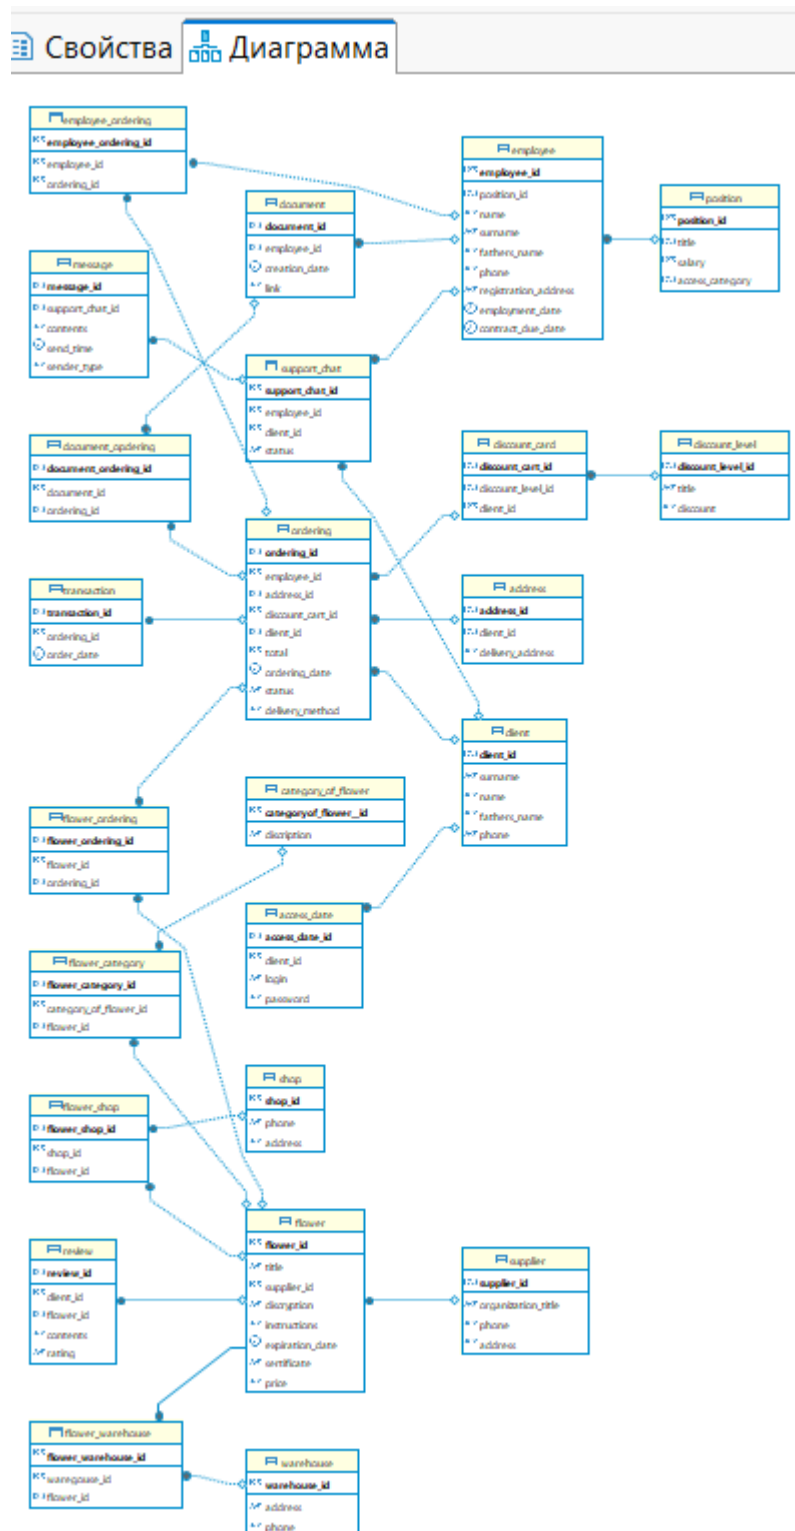 Свойства
Диаграмма
employee_ordering
employee_ordering_id
employee_id
ordering_id
employee
employee_id
position_id
name
surname
fathers_name
phone
registration_address
employment_date
contract_due_date
position
position_id
title
salary
access_category
document
document_id
employee_id
creation_date
link
message
message_id
support_chat_id
contents
send_time
sender_type
support_chat
support_chat_id
employee_id
client_id
status
document_opdering
document_ordering_id
document_id
ordering_id
discount_card
discount_cart_id
discount_level_id
client_id
discount_level
discount_level_id
title
discount
ordering
ordering_id
employee_id
address_id
discount_cart_id
client_id
total
ordering_date
status
delivery_method
transaction
transaction_id
ordering_id
order_date
address
address_id
client_id
delivery_address
client
client_id
surname
name
fathers_name
phone
category_of_flower
categoryof_flower__id
discription
flower_ordering
flower_ordering_id
flower_id
ordering_id
access_date
access_date_id
client_id
login
password
flower_category
flower_category_id
category_of_flower_id
flower_id
shop
shop_id
phone
address
flower_shop
flower_shop_id
shop_id
flower_id
flower
flower_id
title
supplier_id
discryption
instructions
expiration_date
sertificate
price
review
review_id
client_id
flower_id
contents
rating
supplier
supplier_id
organization_title
phone
address
flower_warehouse
flower_warehouse_id
waregouse_id
flower_id
warehouse
warehouse_id
address
phone